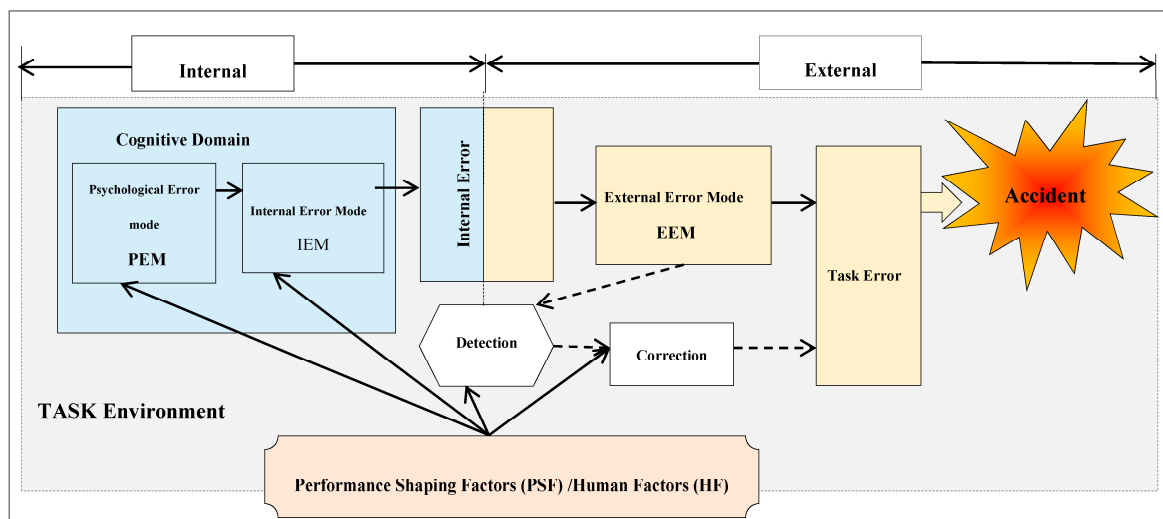 Internal
External
Cognitive Domain
Psychological Error
mode
PEM
Internal Error Mode
IEM
Internal Error
External Error Mode
EEM
Task Error
Accident
Detection
Correction
TASK Environment
Performance Shaping Factors (PSF) /Human Factors (HF)